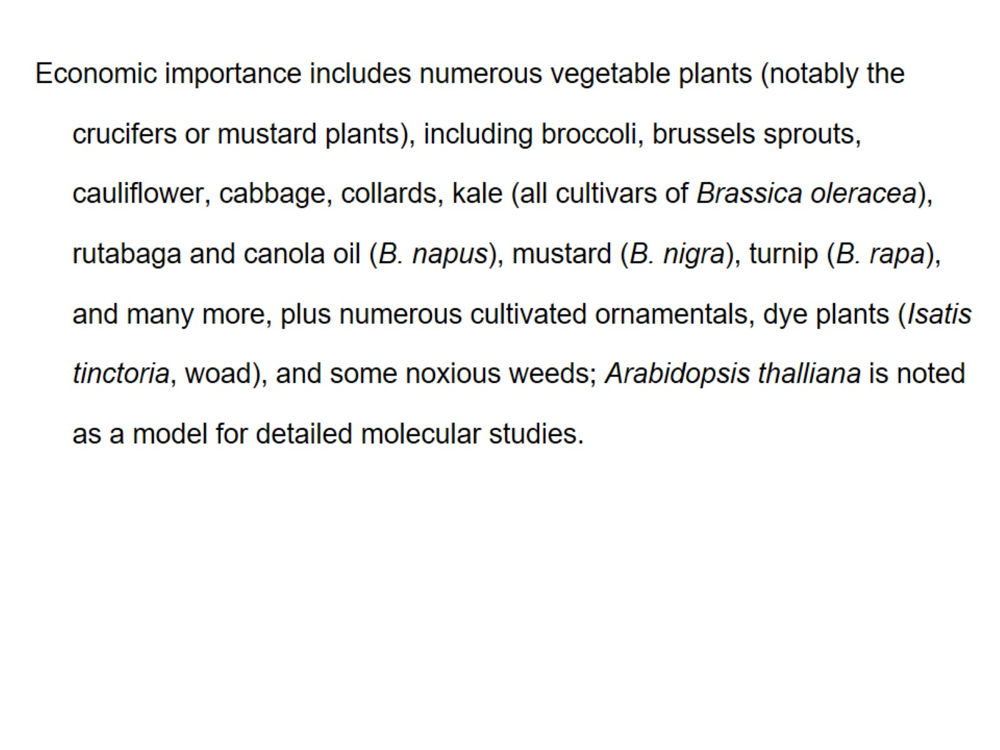 Economic importance includes numerous vegetable plants (notably the
crucifers or mustard plants), including broccoli, brussels sprouts,
cauliflower, cabbage, collards, kale (all cultivars of Brassica oleracea),
rutabaga and canola oil (B. napus), mustard (B. nigra), turnip (B. rapa),
and many more, plus numerous cultivated ornamentals, dye plants (Isatis
tinctoria, woad), and some noxious weeds; Arabidopsis thalliana is noted
as a model for detailed molecular studies.